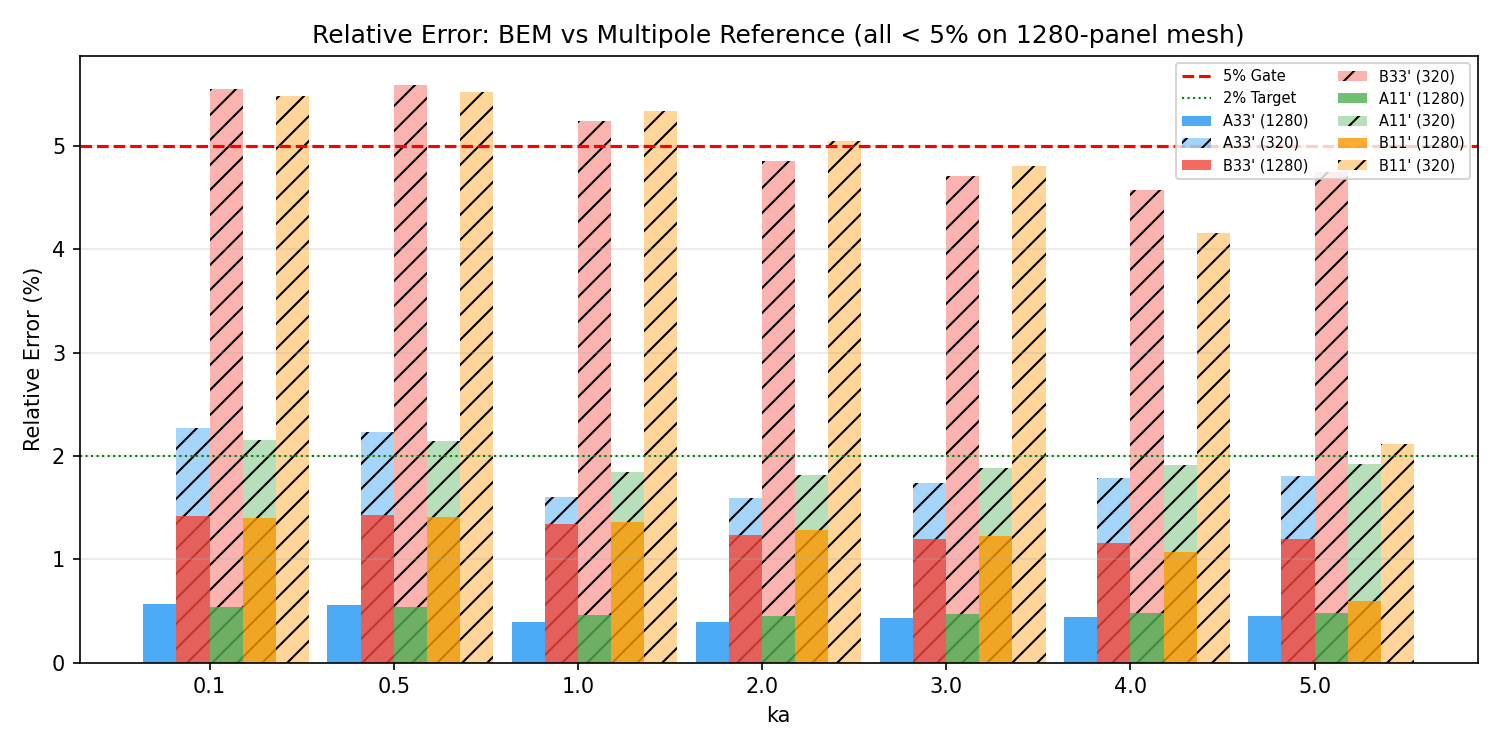 Relative Error: BEM vs Multipole Reference (all < 5% on 1280-panel mesh)
Relative Error (%)
5
4
3
2
1
0
5% Gate
2% Target
A33' (1280)
A33' (320)
B33' (1280)
B33' (320)
A11' (1280)
A11' (320)
B11' (1280)
B11' (320)
0.1
0.5
1.0
2.0
3.0
4.0
5.0
ka